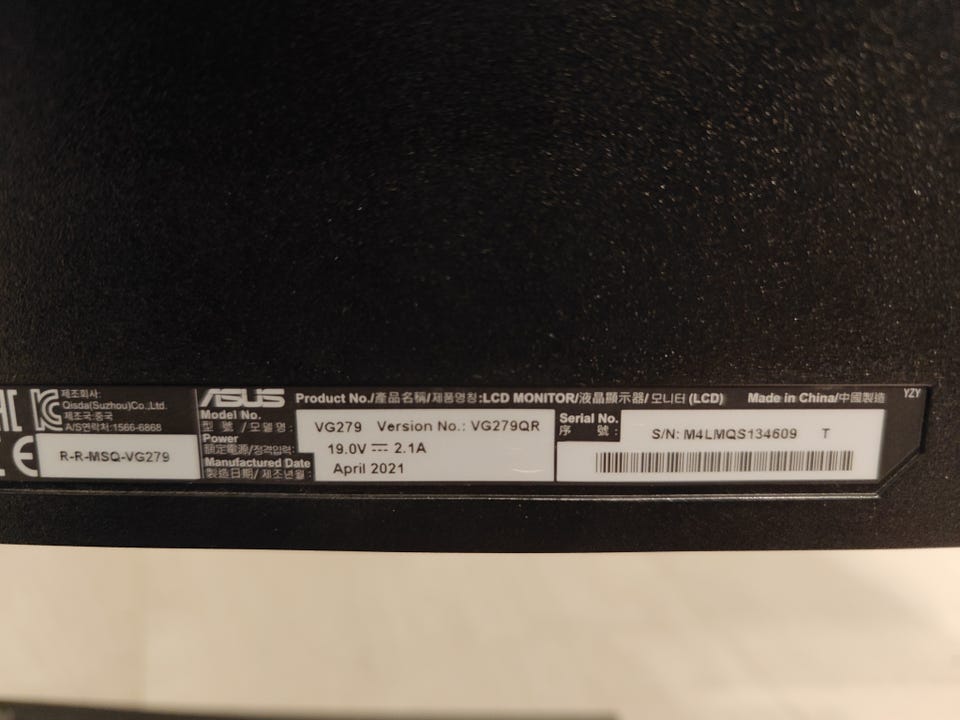 제조회사:
Qisda(Suzhou)Co.,Ltd.
제조국:중국
A/S연락처:1566-6868
R-R-MSQ-VG279
ASUS
Product No./產品名稱/제품명칭:LCD MONITOR/液晶顯示器/모니터 (LCD)
Made in China/中國製造
YZY
Model No.
型 號 / 모델명 :
VG279 Version No.: VG279QR
Power
額定電源/정격입력:
19.0V 2.1A
Manufactured Date
製造日期/ 제조년월 :
April 2021
Serial No.
序 號 :
S/N: M4LMQS134609 T